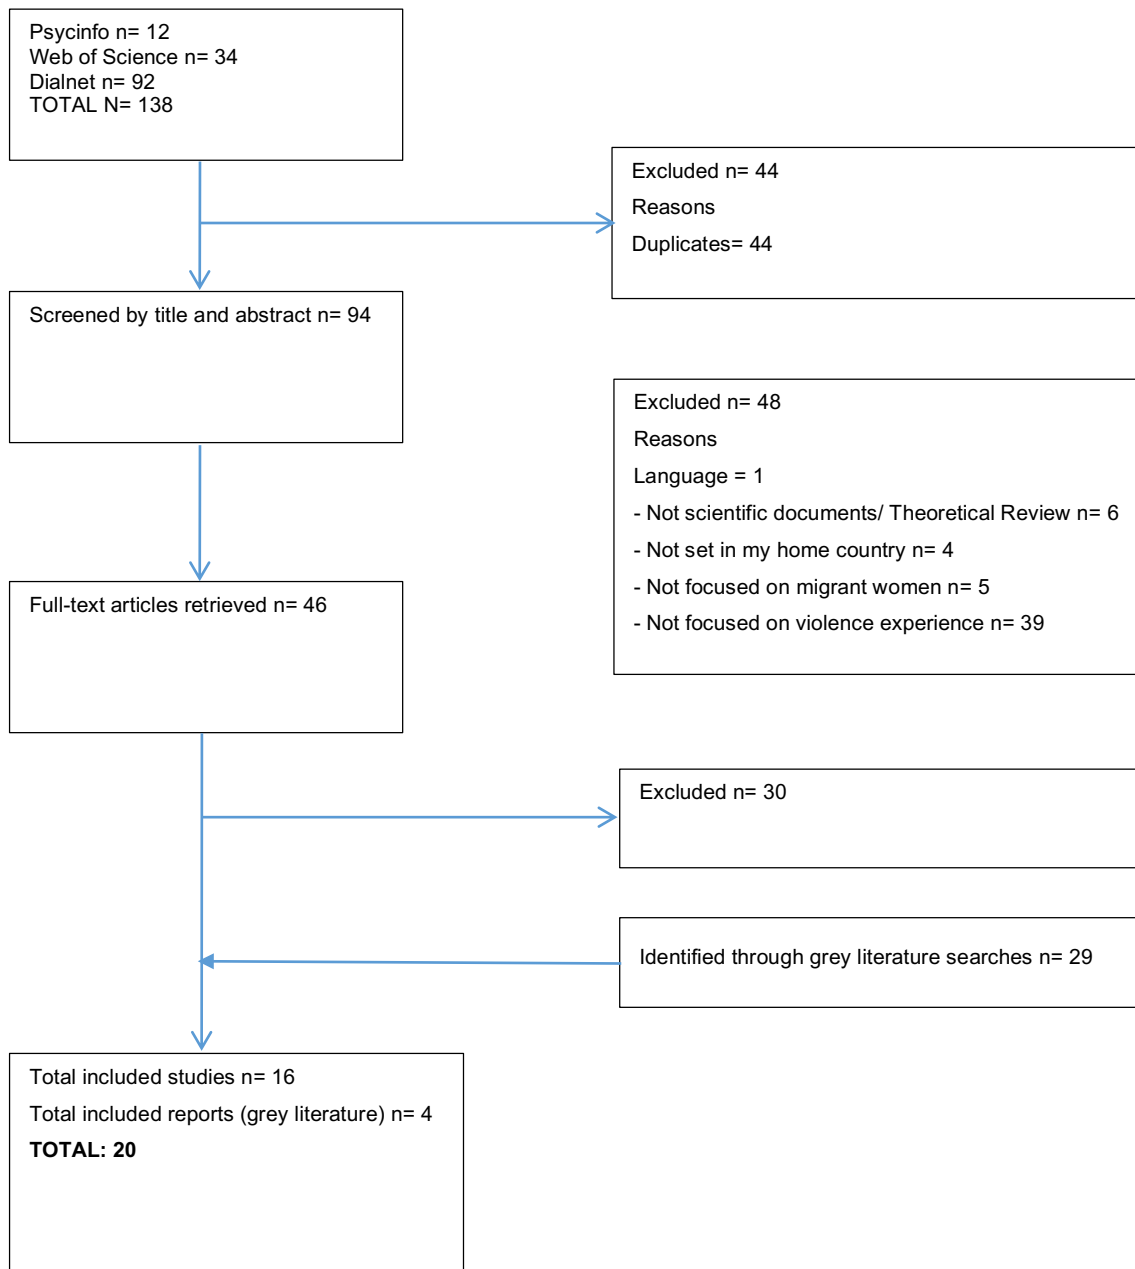 Psycinfo n= 12
Web of Science n= 34
Dialnet n= 92
TOTAL N= 138
Excluded n= 44
Reasons
Duplicates= 44
Screened by title and abstract n= 94
Excluded n= 48
Reasons
Language = 1
- Not scientific documents/ Theoretical Review n= 6
- Not set in my home country n= 4
- Not focused on migrant women n= 5
- Not focused on violence experience n= 39
Full-text articles retrieved n= 46
Excluded n= 30
Identified through grey literature searches n= 29
Total included studies n= 16
Total included reports (grey literature) n= 4
TOTAL: 20